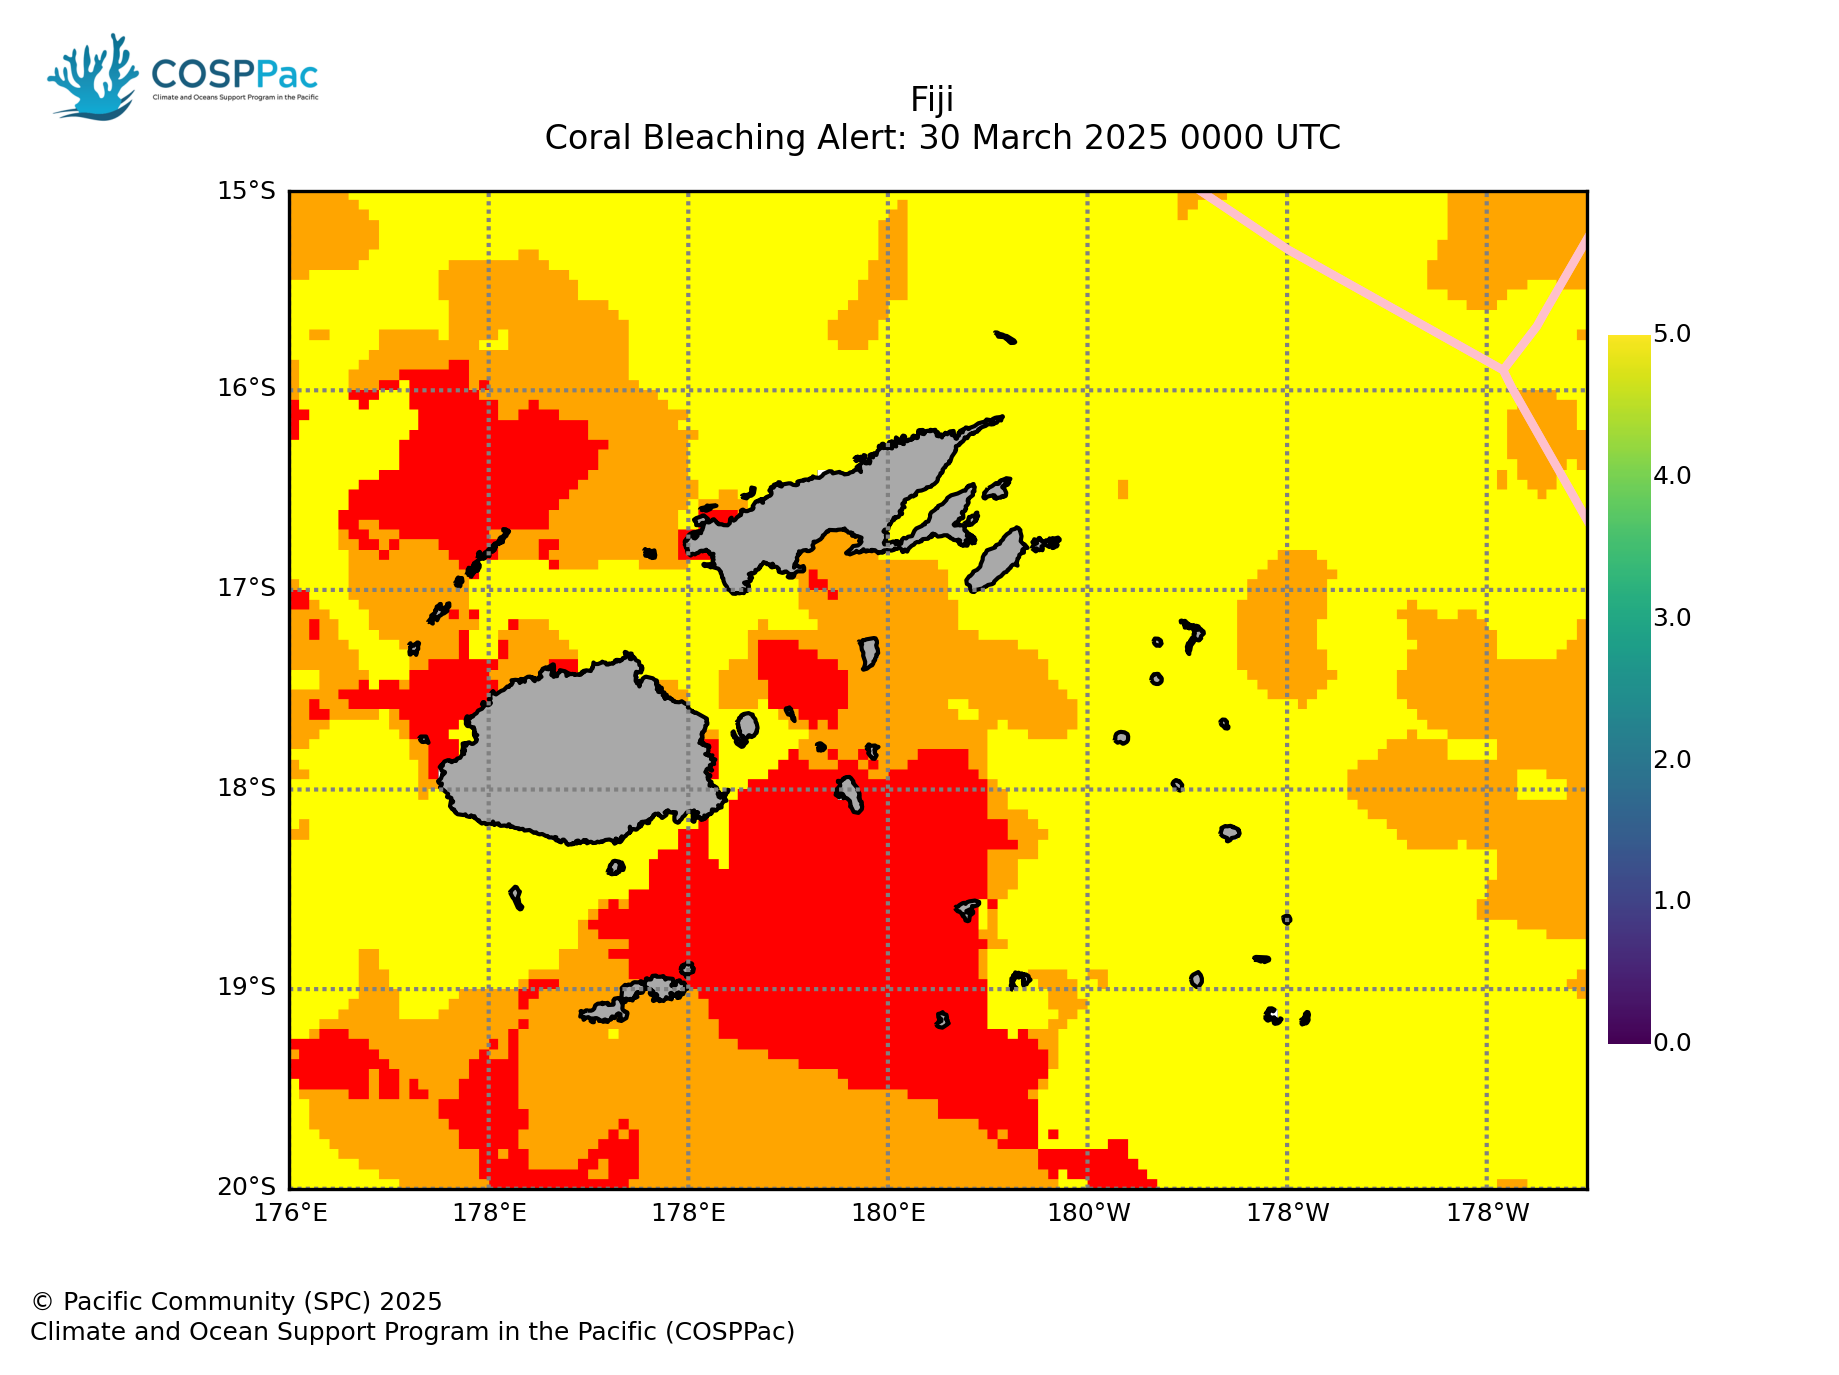 COSPPac
Climate and Oceans Support Program in the Pacific
Fiji
Coral Bleaching Alert: 30 March 2025 0000 UTC
15°S
16°S
17°S
18°S
19°S
20°S
176°E
178°E
178°E
180°E
180°W
178°W
178°W
5.0
4.0
3.0
2.0
1.0
0.0
© Pacific Community (SPC) 2025
Climate and Ocean Support Program in the Pacific (COSPPac)